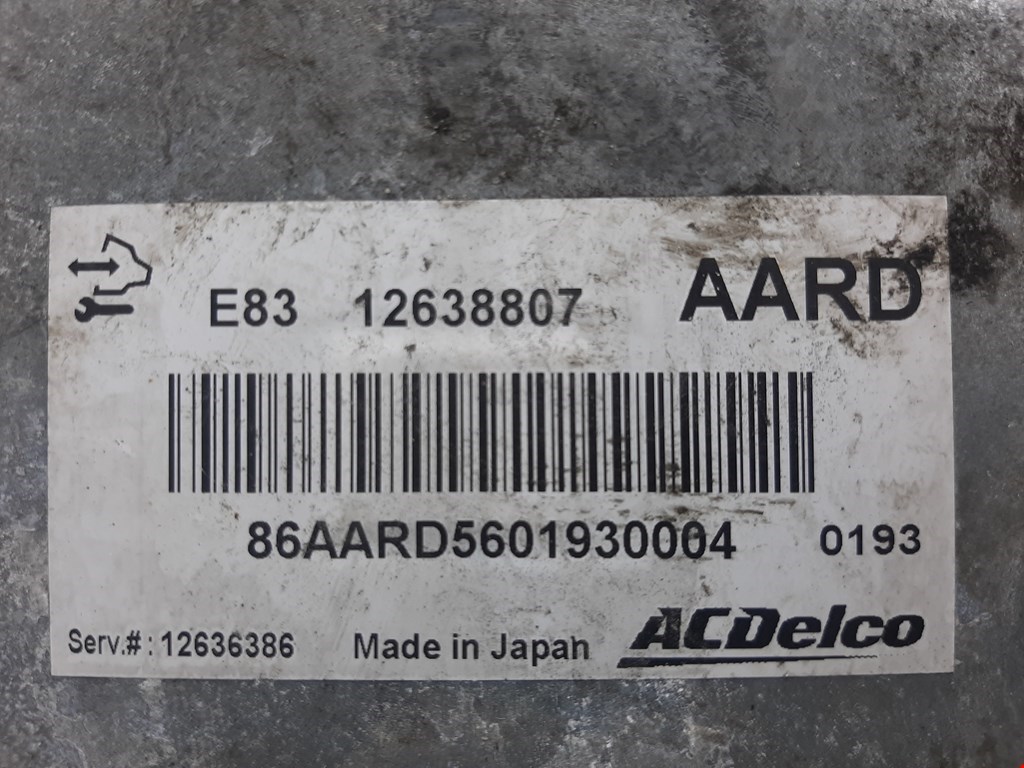 E83 12638807 AARD
86AARD5601930004 0193
Serv.#: 12636386 Made in Japan ACDelco